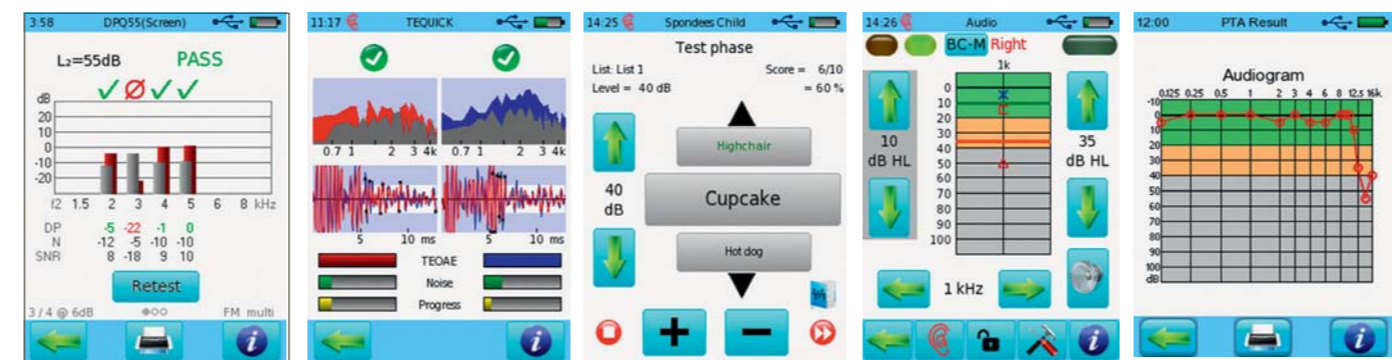 3:58 DPQ55(Screen)
L₂=55dB PASS
dB
20
10
0
-10
-20
f2 1.5 2 3 4 5 6 8 kHz
DP -5 -22 -1 0
N -12 -5 -10 -10
SNR 8 -18 9 10
Retest
3/4 @ 6dB FM multi
i
11:17 TEQUICK
0.7 1 2 3 4k 0.7 1 2 3 4k
5 10 ms 5 10 ms
TEOAE
Noise
Progress
i
14:25 Spondees Child
Test phase
List: List 1 Score = 6/10
Level = 40 dB = 60 %
Highchair
40
dB
Cupcake
Hot dog
14:26 Audio
BC-M Right
1k
0
10
20
30
40
50
60
70
80
90
100
10
dB HL
35
dB HL
1 kHz
i
12:00 PTA Result
Audiogram
0.125 0.25 0.5 1 2 3 4 6 8 12.5 16k
-10
0
10
20
30
40
50
60
70
80
90
100
dB
i